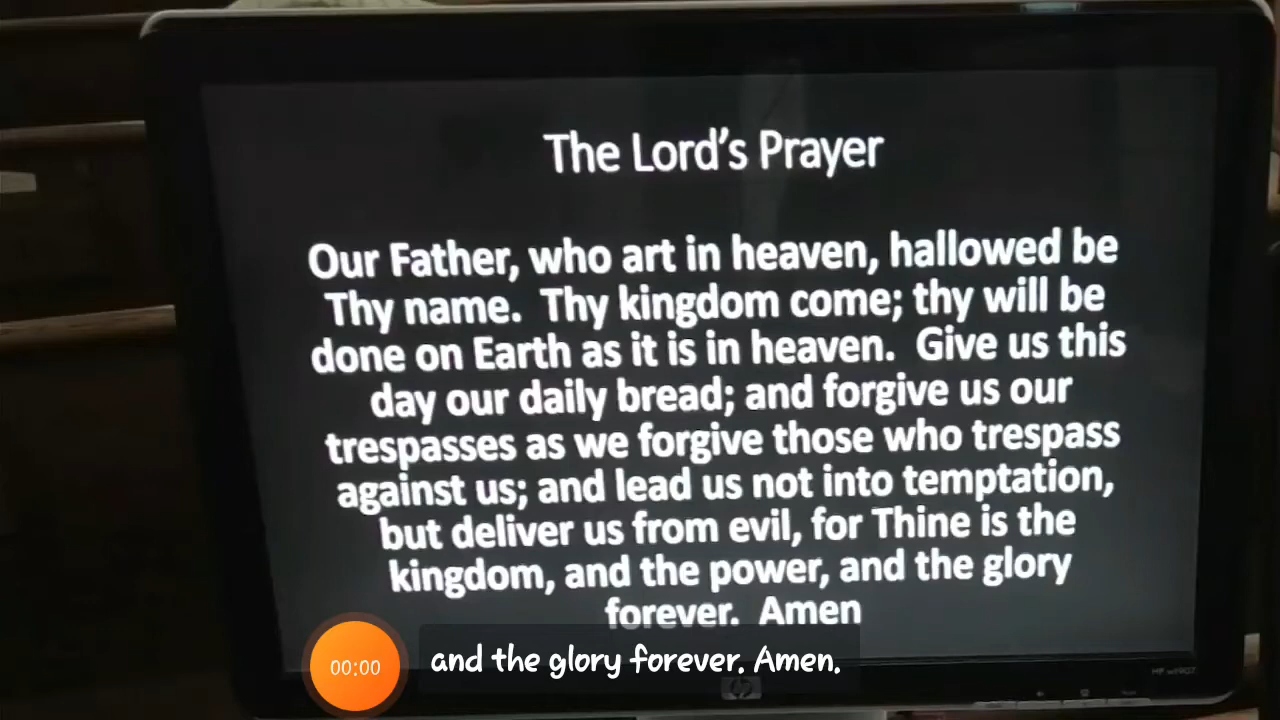 The Lord's Prayer
Our Father, who art in heaven, hallowed be
Thy name.  Thy kingdom come; thy will be
done on Earth as it is in heaven.  Give us this
day our daily bread; and forgive us our
trespasses as we forgive those who trespass
against us; and lead us not into temptation,
but deliver us from evil, for Thine is the
kingdom, and the power, and the glory
forever.  Amen
00:00
and the glory forever. Amen.
hp